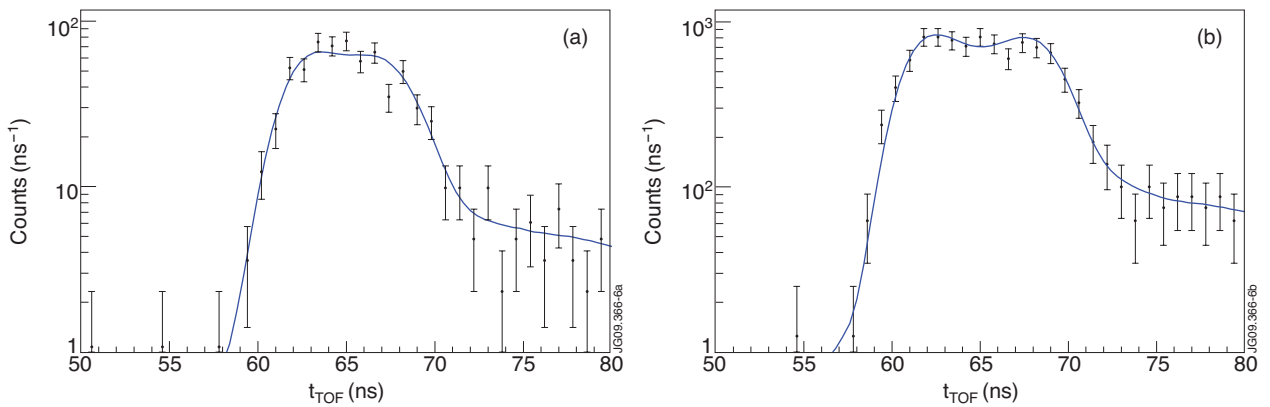 (a)
10²
10
1
Counts (ns⁻¹)
50 55 60 65 70 75 80
t_TOF (ns)
JG09.366-6a
(b)
10³
10²
1
Counts (ns⁻¹)
50 55 60 65 70 75 80
t_TOF (ns)
JG09.366-6b